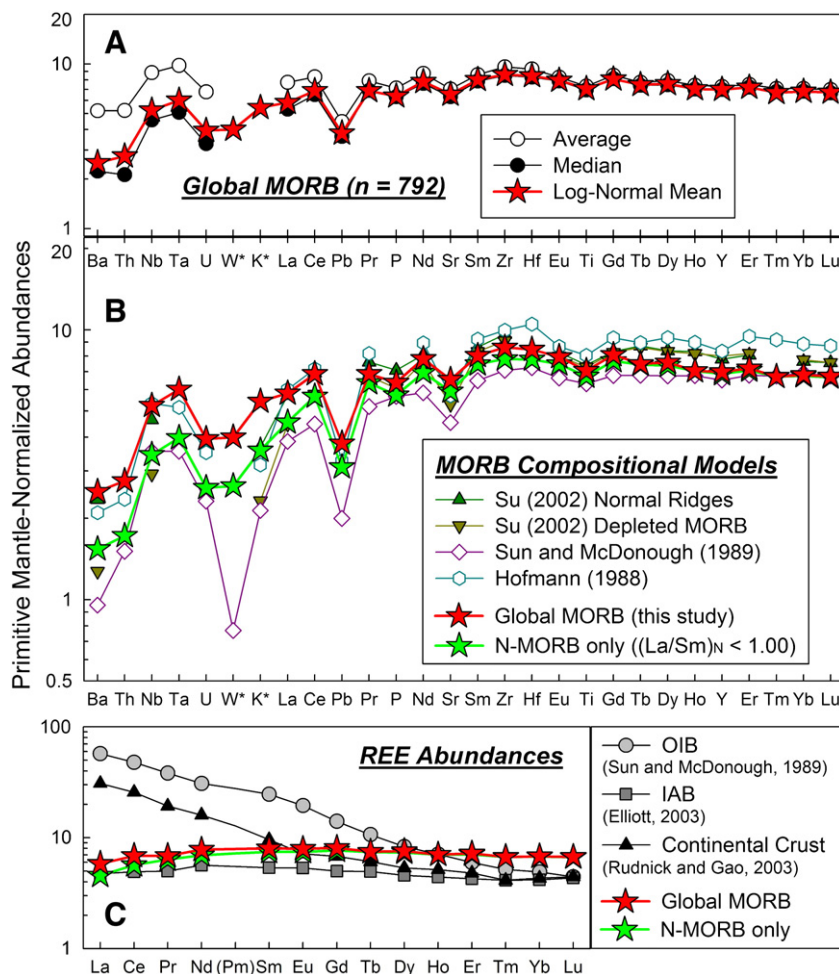 20
A
10
Average
Median
Log-Normal Mean
Global MORB (n = 792)
1
Ba Th Nb Ta U W* K* La Ce Pb Pr P Nd Sr Sm Zr Hf Eu Ti Gd Tb Dy Ho Y Er Tm Yb Lu
Primitive Mantle-Normalized Abundances
20
B
10
MORB Compositional Models
Su (2002) Normal Ridges
Su (2002) Depleted MORB
Sun and McDonough (1989)
Hofmann (1988)
Global MORB (this study)
N-MORB only ((La/Sm)N < 1.00)
1
0.5
Ba Th Nb Ta U W* K* La Ce Pb Pr P Nd Sr Sm Zr Hf Eu Ti Gd Tb Dy Ho Y Er Tm Yb Lu
100
REE Abundances
10
C
1
La Ce Pr Nd (Pm) Sm Eu Gd Tb Dy Ho Er Tm Yb Lu
OIB
(Sun and McDonough, 1989)
IAB
(Elliott, 2003)
Continental Crust
(Rudnick and Gao, 2003)
Global MORB
N-MORB only